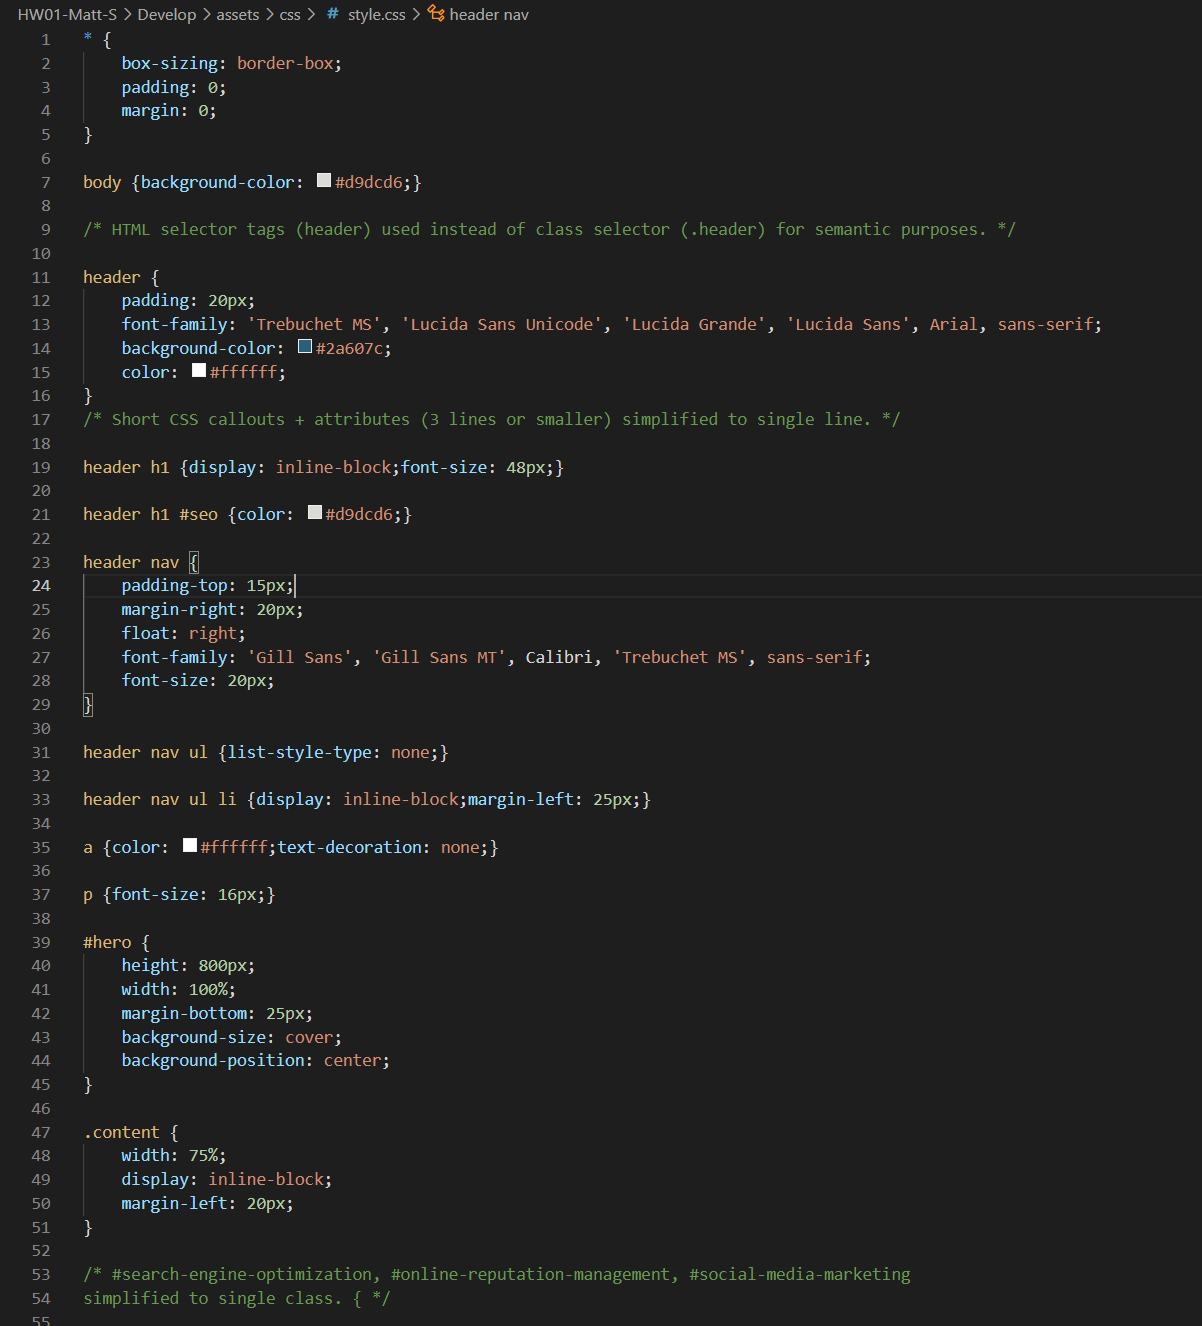 HW01-Matt-S > Develop > assets > css > # style.css > header nav
1 * {
2 box-sizing: border-box;
3 padding: 0;
4 margin: 0;
5 }
6
7 body {background-color: #d9dcd6;}
8
9 /* HTML selector tags (header) used instead of class selector (.header) for semantic purposes. */
10
11 header {
12 padding: 20px;
13 font-family: 'Trebuchet MS', 'Lucida Sans Unicode', 'Lucida Grande', 'Lucida Sans', Arial, sans-serif;
14 background-color: #2a607c;
15 color: #ffffff;
16 }
17 /* Short CSS callouts + attributes (3 lines or smaller) simplified to single line. */
18
19 header h1 {display: inline-block;font-size: 48px;}
20
21 header h1 #seo {color: #d9dcd6;}
22
23 header nav {
24 padding-top: 15px;
25 margin-right: 20px;
26 float: right;
27 font-family: 'Gill Sans', 'Gill Sans MT', Calibri, 'Trebuchet MS', sans-serif;
28 font-size: 20px;
29 }
30
31 header nav ul {list-style-type: none;}
32
33 header nav ul li {display: inline-block;margin-left: 25px;}
34
35 a {color: #ffffff;text-decoration: none;}
36
37 p {font-size: 16px;}
38
39 #hero {
40 height: 800px;
41 width: 100%;
42 margin-bottom: 25px;
43 background-size: cover;
44 background-position: center;
45 }
46
47 .content {
48 width: 75%;
49 display: inline-block;
50 margin-left: 20px;
51 }
52
53 /* #search-engine-optimization, #online-reputation-management, #social-media-marketing
54 simplified to single class. { */
55